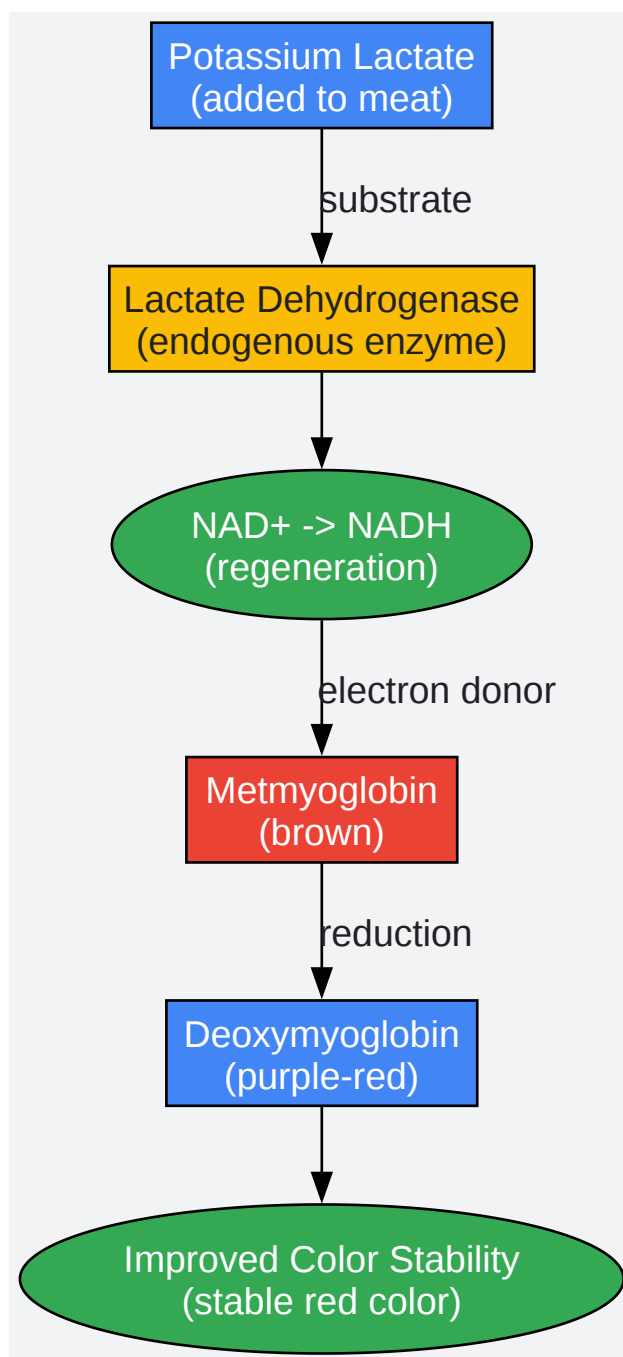 Potassium Lactate
(added to meat)
substrate
Lactate Dehydrogenase
(endogenous enzyme)
NAD+ -> NADH
(regeneration)
electron donor
Metmyoglobin
(brown)
reduction
Deoxymyoglobin
(purple-red)
Improved Color Stability
(stable red color)